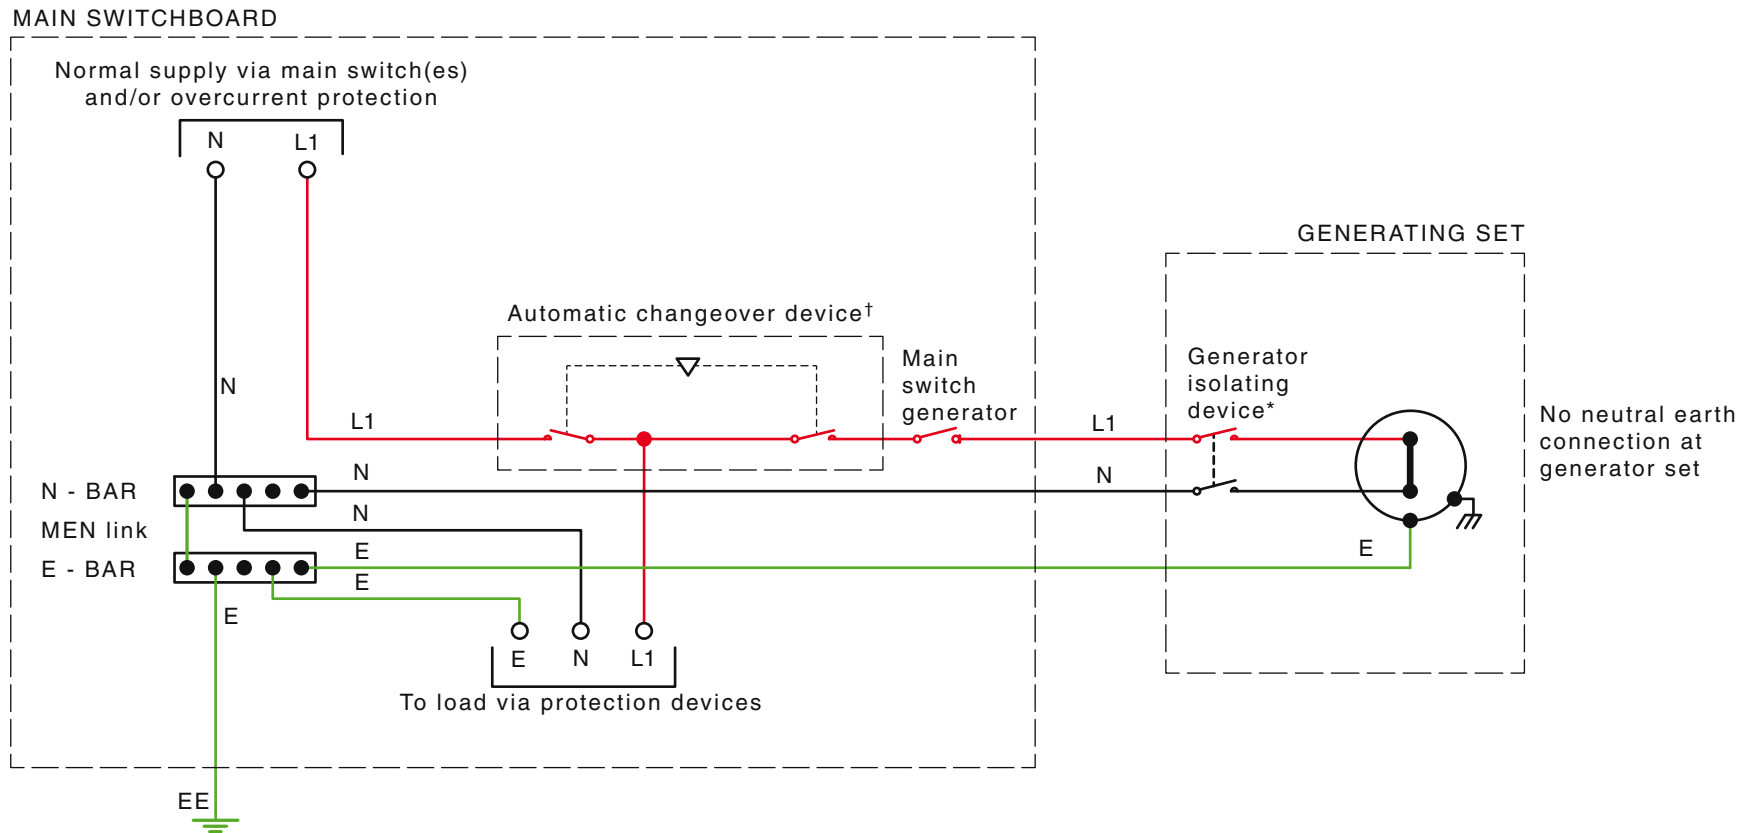 MAIN SWITCHBOARD
Normal supply via main switch(es)
and/or overcurrent protection
N
L1
GENERATING SET
Automatic changeover device†
Main
switch
generator
Generator
isolating
device*
No neutral earth
connection at
generator set
N
L1
L1
N
N
N - BAR
N
MEN link
E
E
E - BAR
E
E
E
N
L1
To load via protection devices
EE